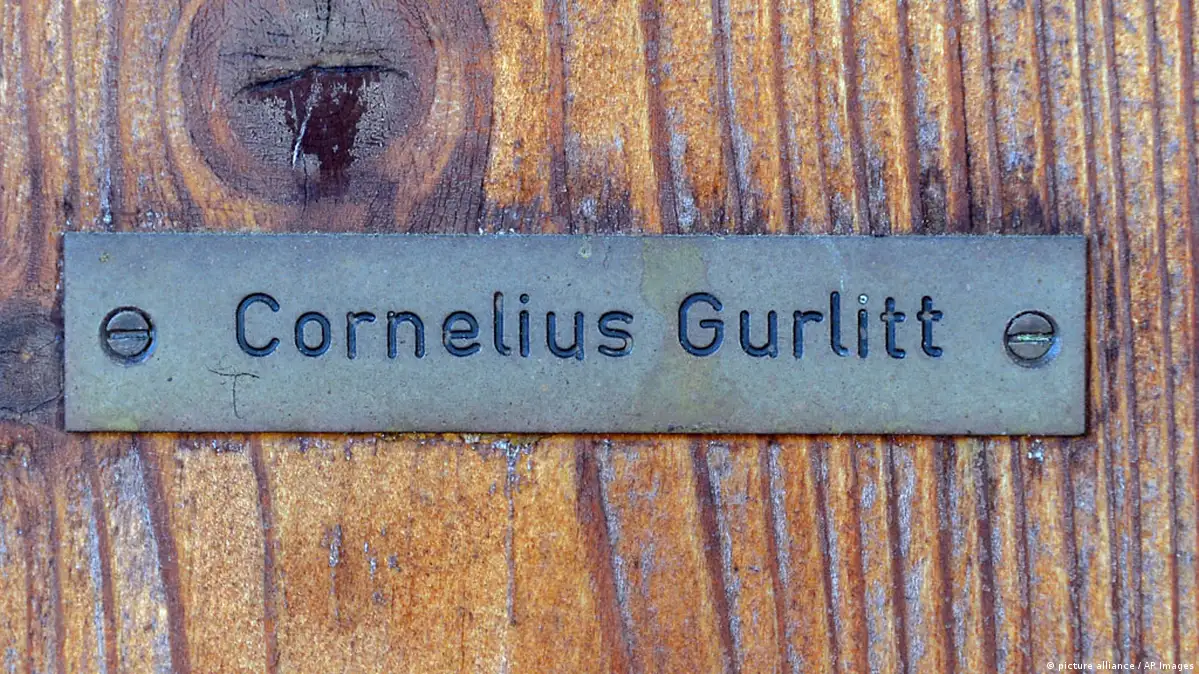 Cornelius Gurlitt
© picture alliance / AP Images